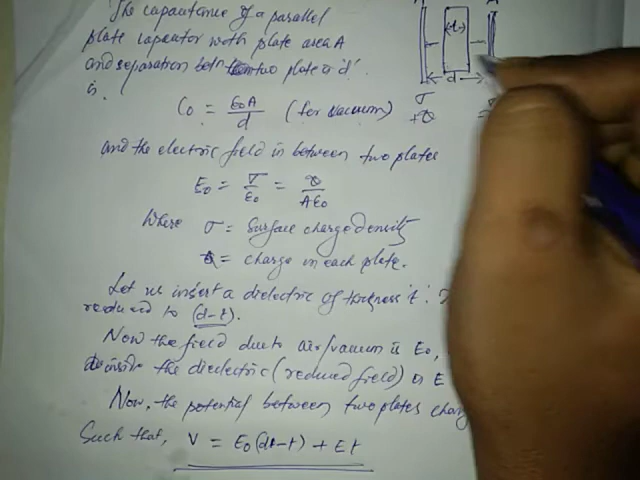 The capacitance of a parallel
plate capacitor with plate area A
and separation betn two plate is 'd'.
is.
C₀ = ε₀A/d (for vacuum)
t
d
σ
+Q
and the electric field in between two plates
E₀ = σ/ε₀ = Q/Aε₀
Where σ = Surface charge density
Q = charge in each plate.
Let us insert a dielectric of thickness 't'.
reduced to (d-t).
Now the field due to air/vacuum is E₀,
inside the dielectric (reduced field) is E
Now, the potential between two plates
Such that, V = E₀(d-t) + Et